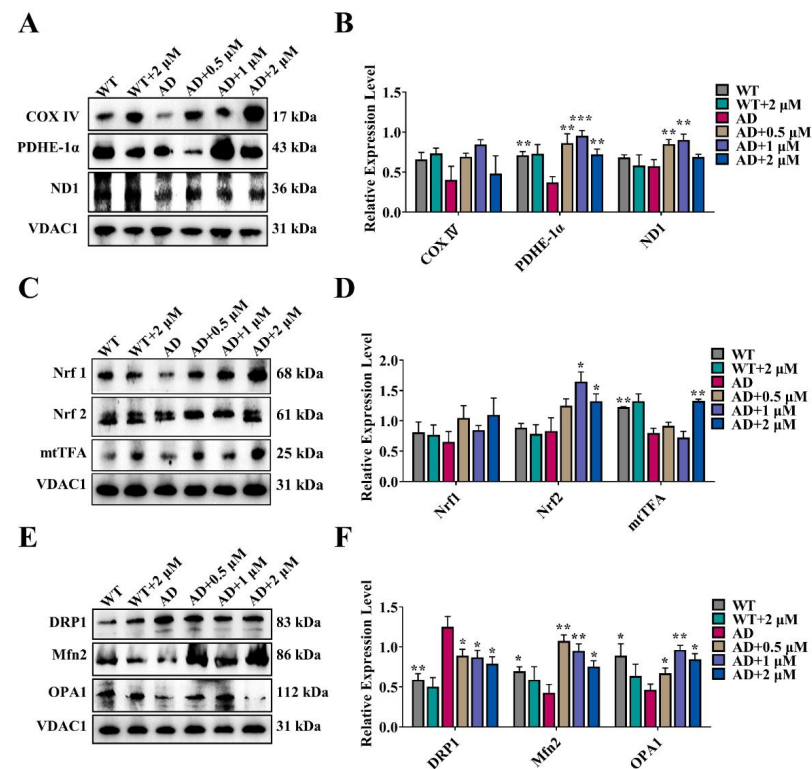 A
WT WT+2 μM AD AD+0.5 μM AD+1 μM AD+2 μM
COX IV 17 kDa
PDHE-1α 43 kDa
ND1 36 kDa
VDAC1 31 kDa
B
Relative Expression Level
1.5
1.0
0.5
0.0
** ** *** ** ** **
COX IV PDHE-1α ND1
WT
WT+2 μM
AD
AD+0.5 μM
AD+1 μM
AD+2 μM
C
WT WT+2 μM AD AD+0.5 μM AD+1 μM AD+2 μM
Nrf 1 68 kDa
Nrf 2 61 kDa
mtTFA 25 kDa
VDAC1 31 kDa
D
Relative Expression Level
2.0
1.5
1.0
0.5
0.0
* * ** **
Nrf1 Nrf2 mtTFA
WT
WT+2 μM
AD
AD+0.5 μM
AD+1 μM
AD+2 μM
E
WT WT+2 μM AD AD+0.5 μM AD+1 μM AD+2 μM
DRP1 83 kDa
Mfn2 86 kDa
OPA1 112 kDa
VDAC1 31 kDa
F
Relative Expression Level
1.5
1.0
0.5
0.0
** * * * * ** ** * * * ** *
DRP1 Mfn2 OPA1
WT
WT+2 μM
AD
AD+0.5 μM
AD+1 μM
AD+2 μM